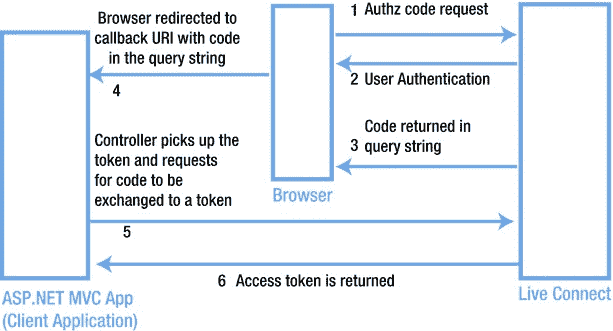 Browser redirected to
callback URI with code
in the query string
4
1 Authz code request
2 User Authentication
Code returned in
3 query string
Controller picks up the
token and requests
for code to be
exchanged to a token
5
Browser
6 Access token is returned
ASP.NET MVC App
(Client Application)
Live Connect